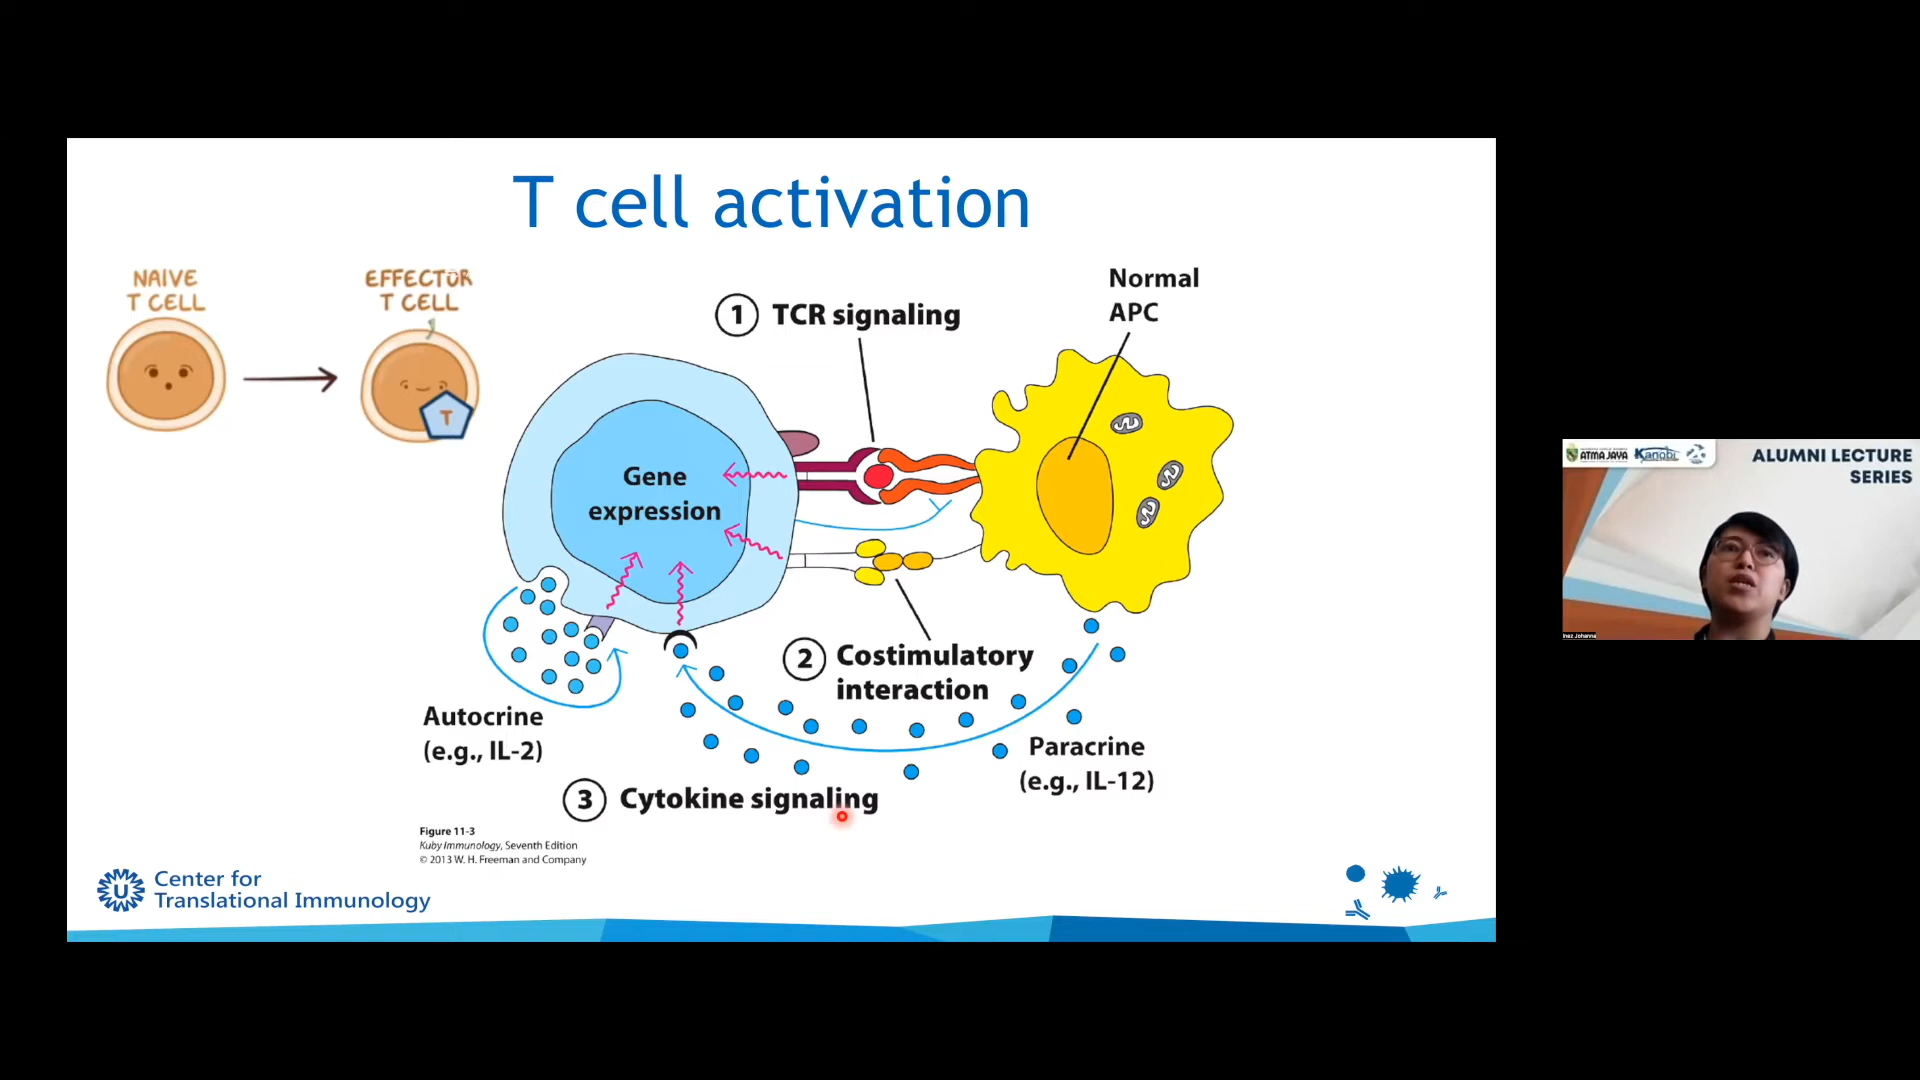 T cell activation
NAIVE
T CELL
EFFECTOR
T CELL
T
1 TCR signaling
Normal
APC
Gene
expression
2 Costimulatory
interaction
Autocrine
(e.g., IL-2)
Paracrine
(e.g., IL-12)
3 Cytokine signaling
Figure 11-3
Kuby Immunology, Seventh Edition
© 2013 W. H. Freeman and Company
U
Center for
Translational Immunology
ATMA JAYA
Kanobi
ALUMNI LECTURE
SERIES
Inez Johanna